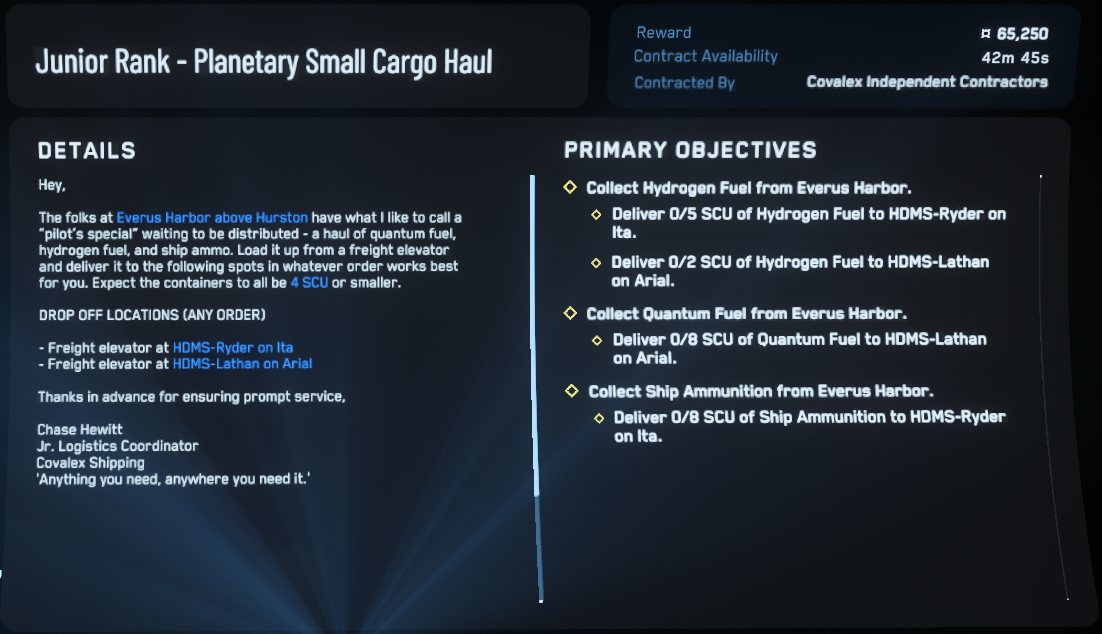 Junior Rank - Planetary Small Cargo Haul
Reward ¤ 65,250
Contract Availability 42m 45s
Contracted By Covalex Independent Contractors
DETAILS
Hey,
The folks at Everus Harbor above Hurston have what I like to call a
"pilot's special" waiting to be distributed - a haul of quantum fuel,
hydrogen fuel, and ship ammo. Load it up from a freight elevator
and deliver it to the following spots in whatever order works best
for you. Expect the containers to all be 4 SCU or smaller.
DROP OFF LOCATIONS (ANY ORDER)
- Freight elevator at HDMS-Ryder on Ita
- Freight elevator at HDMS-Lathan on Arial
Thanks in advance for ensuring prompt service,
Chase Hewitt
Jr. Logistics Coordinator
Covalex Shipping
'Anything you need, anywhere you need it.'
PRIMARY OBJECTIVES
Collect Hydrogen Fuel from Everus Harbor.
Deliver 0/5 SCU of Hydrogen Fuel to HDMS-Ryder on
Ita.
Deliver 0/2 SCU of Hydrogen Fuel to HDMS-Lathan
on Arial.
Collect Quantum Fuel from Everus Harbor.
Deliver 0/8 SCU of Quantum Fuel to HDMS-Lathan
on Arial.
Collect Ship Ammunition from Everus Harbor.
Deliver 0/8 SCU of Ship Ammunition to HDMS-Ryder
on Ita.